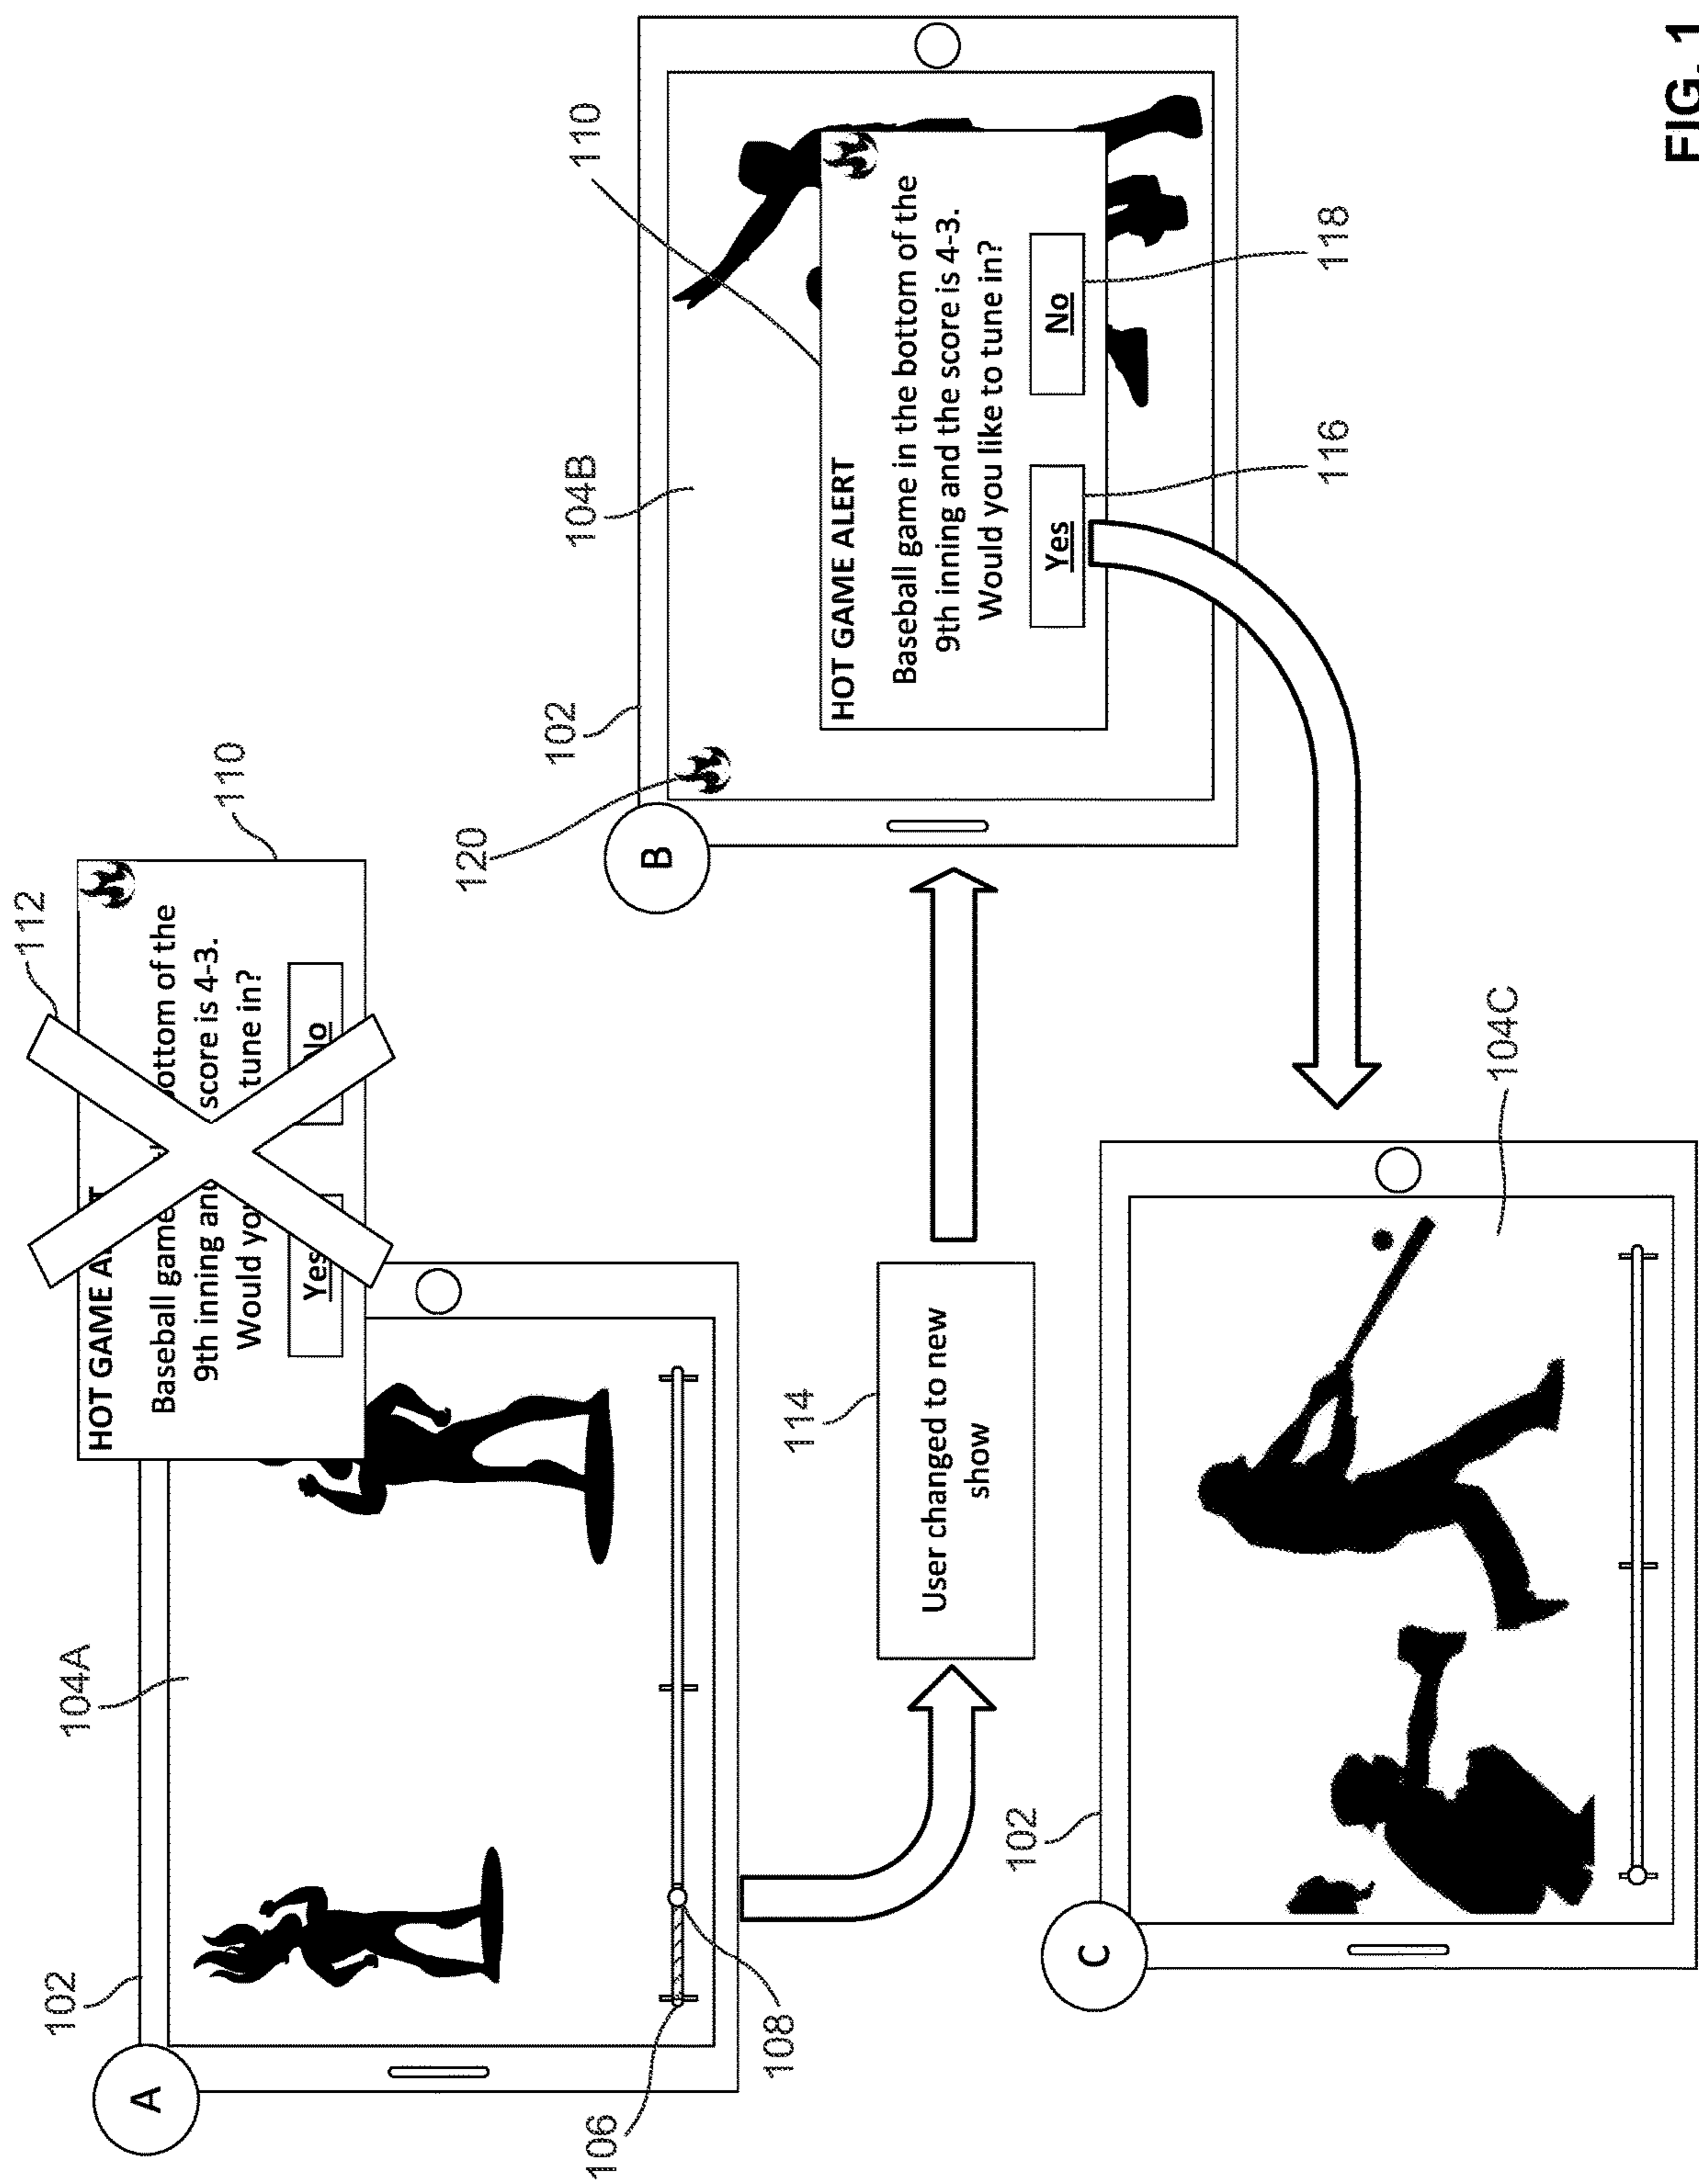 102
104A
112
110
HOT GAME A T
Baseball game ottom of the
9th inning and score is 4-3.
Would yo tune in?
Yes No
A
106
108
114
User changed to new
show
120
102
104B
110
B
HOT GAME ALERT
Baseball game in the bottom of the
9th inning and the score is 4-3.
Would you like to tune in?
Yes No
116
118
C
102
104C
FIG. 1